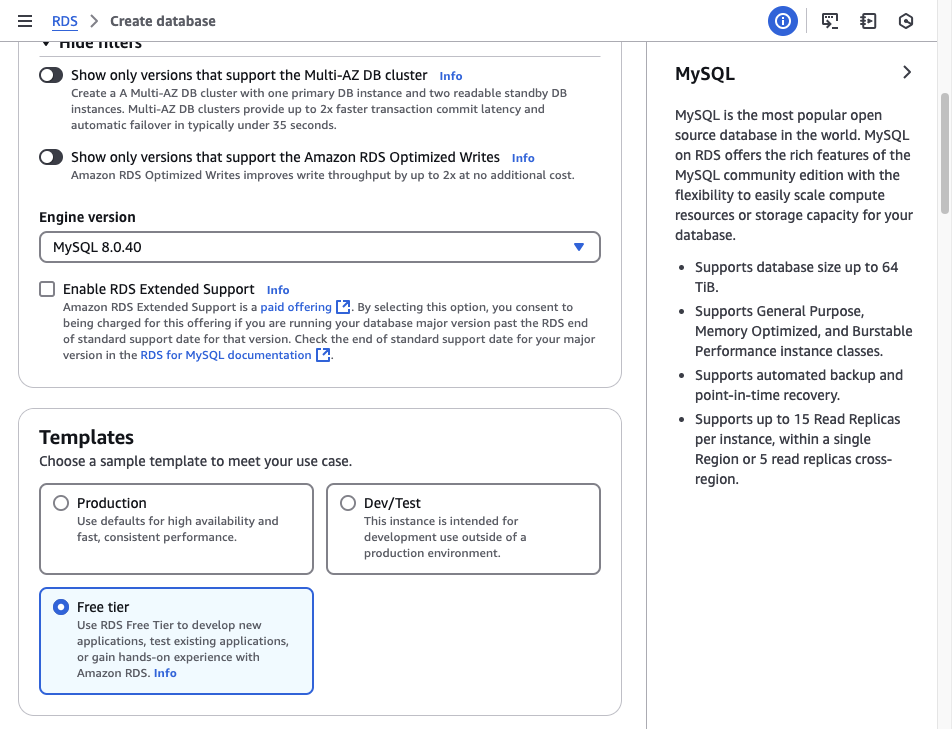 RDS
Create database
Hide filters
Show only versions that support the Multi-AZ DB cluster Info
Create a A Multi-AZ DB cluster with one primary DB instance and two readable standby DB
instances. Multi-AZ DB clusters provide up to 2x faster transaction commit latency and
automatic failover in typically under 35 seconds.
Show only versions that support the Amazon RDS Optimized Writes Info
Amazon RDS Optimized Writes improves write throughput by up to 2x at no additional cost.
Engine version
MySQL 8.0.40
Enable RDS Extended Support Info
Amazon RDS Extended Support is a paid offering. By selecting this option, you consent to
being charged for this offering if you are running your database major version past the RDS end
of standard support date for that version. Check the end of standard support date for your major
version in the RDS for MySQL documentation.
Templates
Choose a sample template to meet your use case.
Production
Use defaults for high availability and
fast, consistent performance.
Dev/Test
This instance is intended for
development use outside of a
production environment.
Free tier
Use RDS Free Tier to develop new
applications, test existing applications,
or gain hands-on experience with
Amazon RDS. Info
MySQL
MySQL is the most popular open
source database in the world. MySQL
on RDS offers the rich features of the
MySQL community edition with the
flexibility to easily scale compute
resources or storage capacity for your
database.
• Supports database size up to 64
TiB.
• Supports General Purpose,
Memory Optimized, and Burstable
Performance instance classes.
• Supports automated backup and
point-in-time recovery.
• Supports up to 15 Read Replicas
per instance, within a single
Region or 5 read replicas cross-
region.